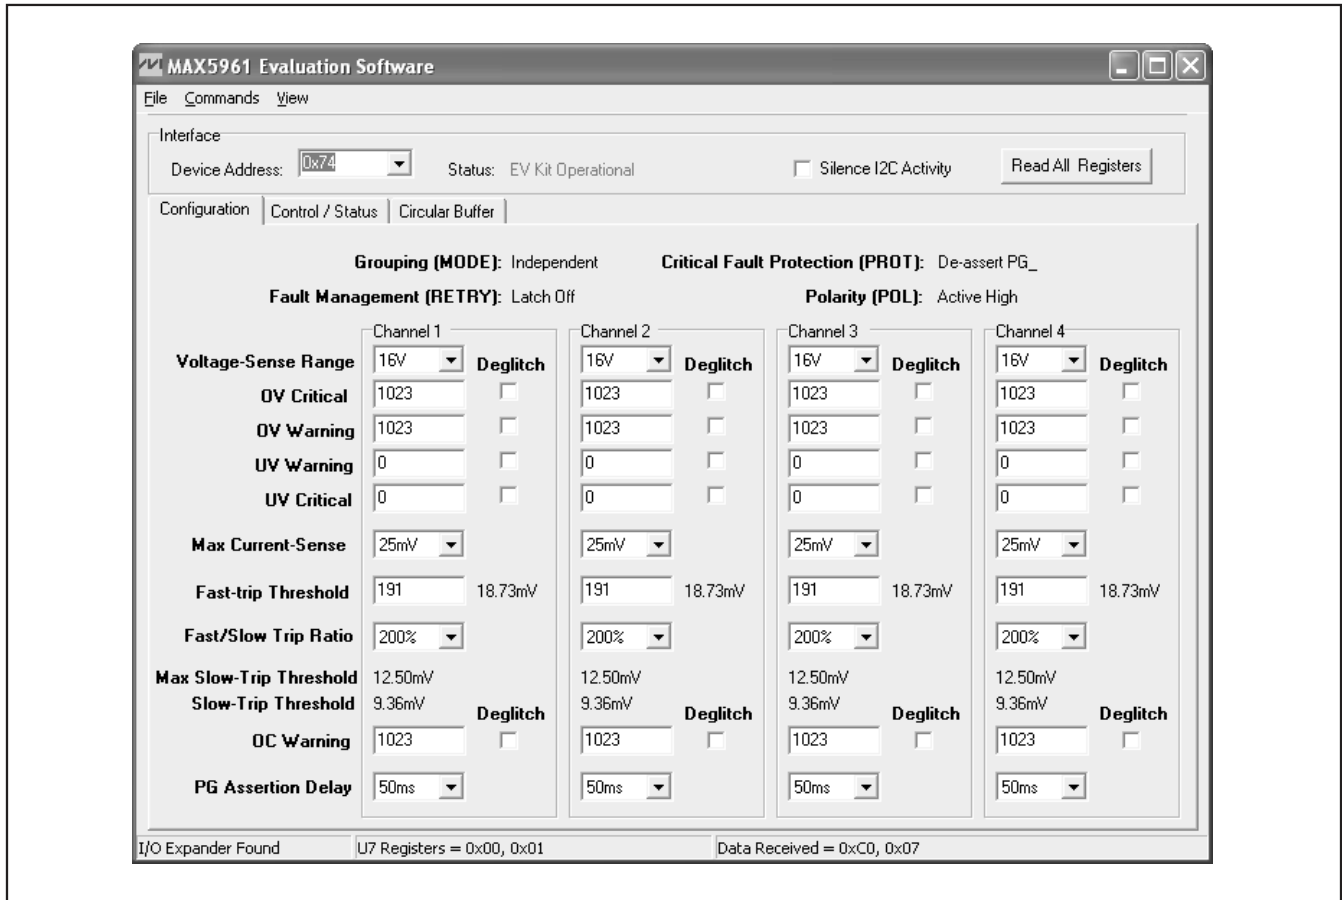 MAX5961 Evaluation Software
File Commands View
Interface
Device Address: 0x74 Status: EV Kit Operational Silence I2C Activity Read All Registers
Configuration Control / Status Circular Buffer
Grouping (MODE): Independent Critical Fault Protection (PROT): De-assert PG_
Fault Management (RETRY): Latch Off Polarity (POL): Active High
Channel 1 Channel 2 Channel 3 Channel 4
Voltage-Sense Range 16V Deglitch 16V Deglitch 16V Deglitch 16V Deglitch
OV Critical 1023 1023 1023 1023
OV Warning 1023 1023 1023 1023
UV Warning 0 0 0 0
UV Critical 0 0 0 0
Max Current-Sense 25mV 25mV 25mV 25mV
Fast-trip Threshold 191 18.73mV 191 18.73mV 191 18.73mV 191 18.73mV
Fast/Slow Trip Ratio 200% 200% 200% 200%
Max Slow-Trip Threshold 12.50mV 12.50mV 12.50mV 12.50mV
Slow-Trip Threshold 9.36mV Deglitch 9.36mV Deglitch 9.36mV Deglitch 9.36mV Deglitch
OC Warning 1023 1023 1023 1023
PG Assertion Delay 50ms 50ms 50ms 50ms
I/O Expander Found U7 Registers = 0x00, 0x01 Data Received = 0xC0, 0x07